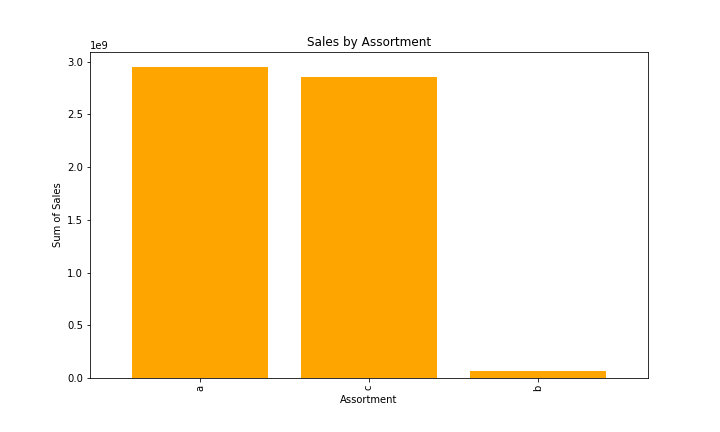 Sales by Assortment
1e9
3.0
2.5
2.0
1.5
1.0
0.5
0.0
Sum of Sales
a
c
b
Assortment